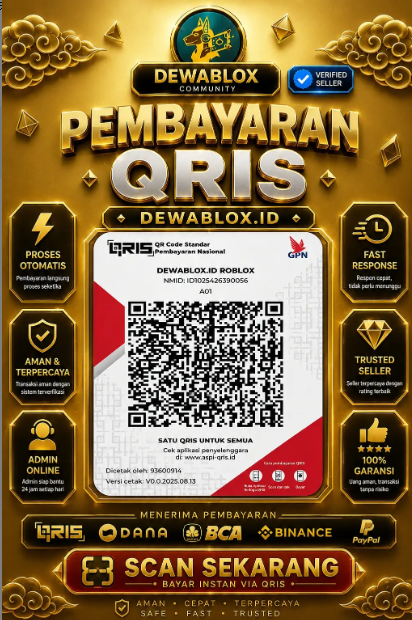 DEWABLOX
COMMUNITY
VERIFIED
SELLER
PEMBAYARAN
QRIS
DEWABLOX.ID
PROSES
OTOMATIS
Pembayaran langsung
proses seketika
AMAN &
TERPERCAYA
Transaksi aman dengan
sistem terverifikasi
ADMIN
ONLINE
Admin siap bantu
24 jam setiap hari
QRIS
QR Code Standar
Pembayaran Nasional
GPN
DEWABLOX.ID ROBLOX
NMID: ID1025426390056
A01
SATU QRIS UNTUK SEMUA
Cek aplikasi penyelenggara
di: www.aspi-qris.id
Dicetak oleh: 93600914
Versi cetak: V0.0.2025.08.13
FAST
RESPONSE
Respon cepat,
tidak perlu menunggu
TRUSTED
SELLER
Seller terpercaya dengan
rating terbaik
100%
GARANSI
Uang aman, transaksi
tanpa risiko
MENERIMA PEMBAYARAN
QRIS
DANA
BCA
BINANCE
PayPal
SCAN SEKARANG
BAYAR INSTAN VIA QRIS
AMAN • CEPAT • TERPERCAYA
SAFE • FAST • TRUSTED